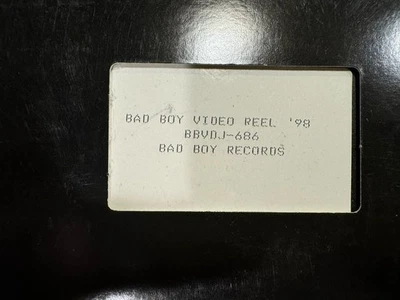 BAD BOY VIDEO REEL '98
BBVDJ-686
BAD BOY RECORDS